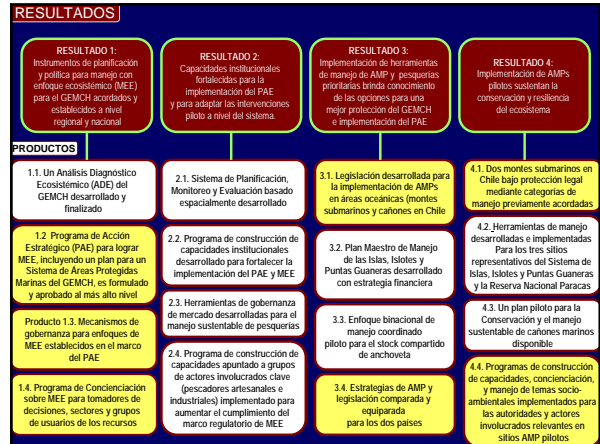 RESULTADOS
RESULTADO 1:
Instrumentos de planificación
y política para manejo con
enfoque ecosistémico (MEE)
para el GEMCH acordados y
establecidos a nivel
regional y nacional
RESULTADO 2:
Capacidades institucionales
fortalecidas para la
implementación del PAE
y para adaptar las intervenciones
piloto a nivel del sistema.
RESULTADO 3:
Implementación de herramientas
de manejo de AMP y pesquerías
prioritarias brinda conocimiento
de las opciones para una
mejor protección del GEMCH
e implementación del PAE
RESULTADO 4:
Implementación de AMPs
pilotos sustentan la
conservación y resiliencia
del ecosistema
PRODUCTOS
1.1. Un Análisis Diagnóstico
Ecosistémico (ADE) del
GEMCH desarrollado y
finalizado
1.2 Programa de Acción
Estratégico (PAE) para lograr
MEE, incluyendo un plan para un
Sistema de Áreas Protegidas
Marinas del GEMCH, es formulado
y aprobado al más alto nivel
Producto 1.3. Mecanismos de
gobernanza para enfoques de
MEE establecidos en el marco
del PAE
1.4. Programa de Concienciación
sobre MEE para tomadores de
decisiones, sectores y grupos
de usuarios de los recursos
2.1. Sistema de Planificación,
Monitoreo y Evaluación basado
espacialmente desarrollado
2.2. Programa de construcción de
capacidades institucionales
desarrollado para fortalecer la
implementación del PAE y MEE
2.3. Herramientas de gobernanza
de mercado desarrolladas para el
manejo sustentable de pesquerías
2.4. Programa de construcción de
capacidades apuntado a grupos
de actores involucrados clave
(pescadores artesanales e
industriales) implementado para
aumentar el cumplimiento del
marco regulatorio de MEE
3.1. Legislación desarrollada para
la implementación de AMPs
en áreas oceánicas (montes
submarinos y cañones en Chile
3.2. Plan Maestro de Manejo
de las Islas, Islotes y
Puntas Guaneras desarrollado
con estrategia financiera
3.3. Enfoque binacional de
manejo coordinado
piloto para el stock compartido
de anchoveta
3.4. Estrategias de AMP y
legislación comparada y
equiparada
para los dos países
4.1. Dos montes submarinos en
Chile bajo protección legal
mediante categorías de
manejo previamente acordadas
4.2. Herramientas de manejo
desarrolladas e implementadas
Para los tres sitios
representativos del Sistema de
Islas, Islotes y Puntas Guaneras
y la Reserva Nacional Paracas
4.3. Un plan piloto para la
Conservación y el manejo
sustentable de cañones marinos
disponible
4.4. Programas de construcción
de capacidades, concienciación,
y manejo de temas socio-
ambientales implementados para
las autoridades y actores
involucrados relevantes en
sitios AMP pilotos